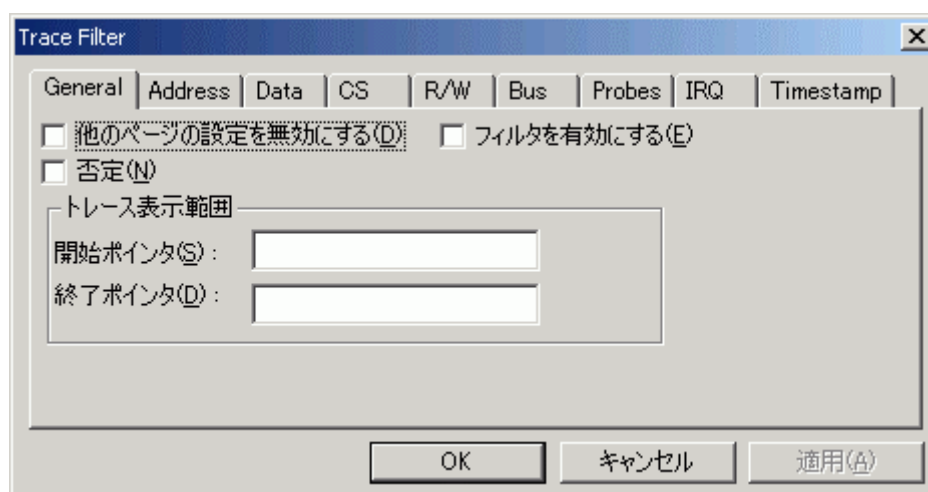 Trace Filter
General Address Data CS R/W Bus Probes IRQ Timestamp
他のページの設定を無効にする(D) フィルタを有効にする(E)
否定(N)
トレース表示範囲
開始ポインタ(S) :
終了ポインタ(D) :
OK キャンセル 適用(A)